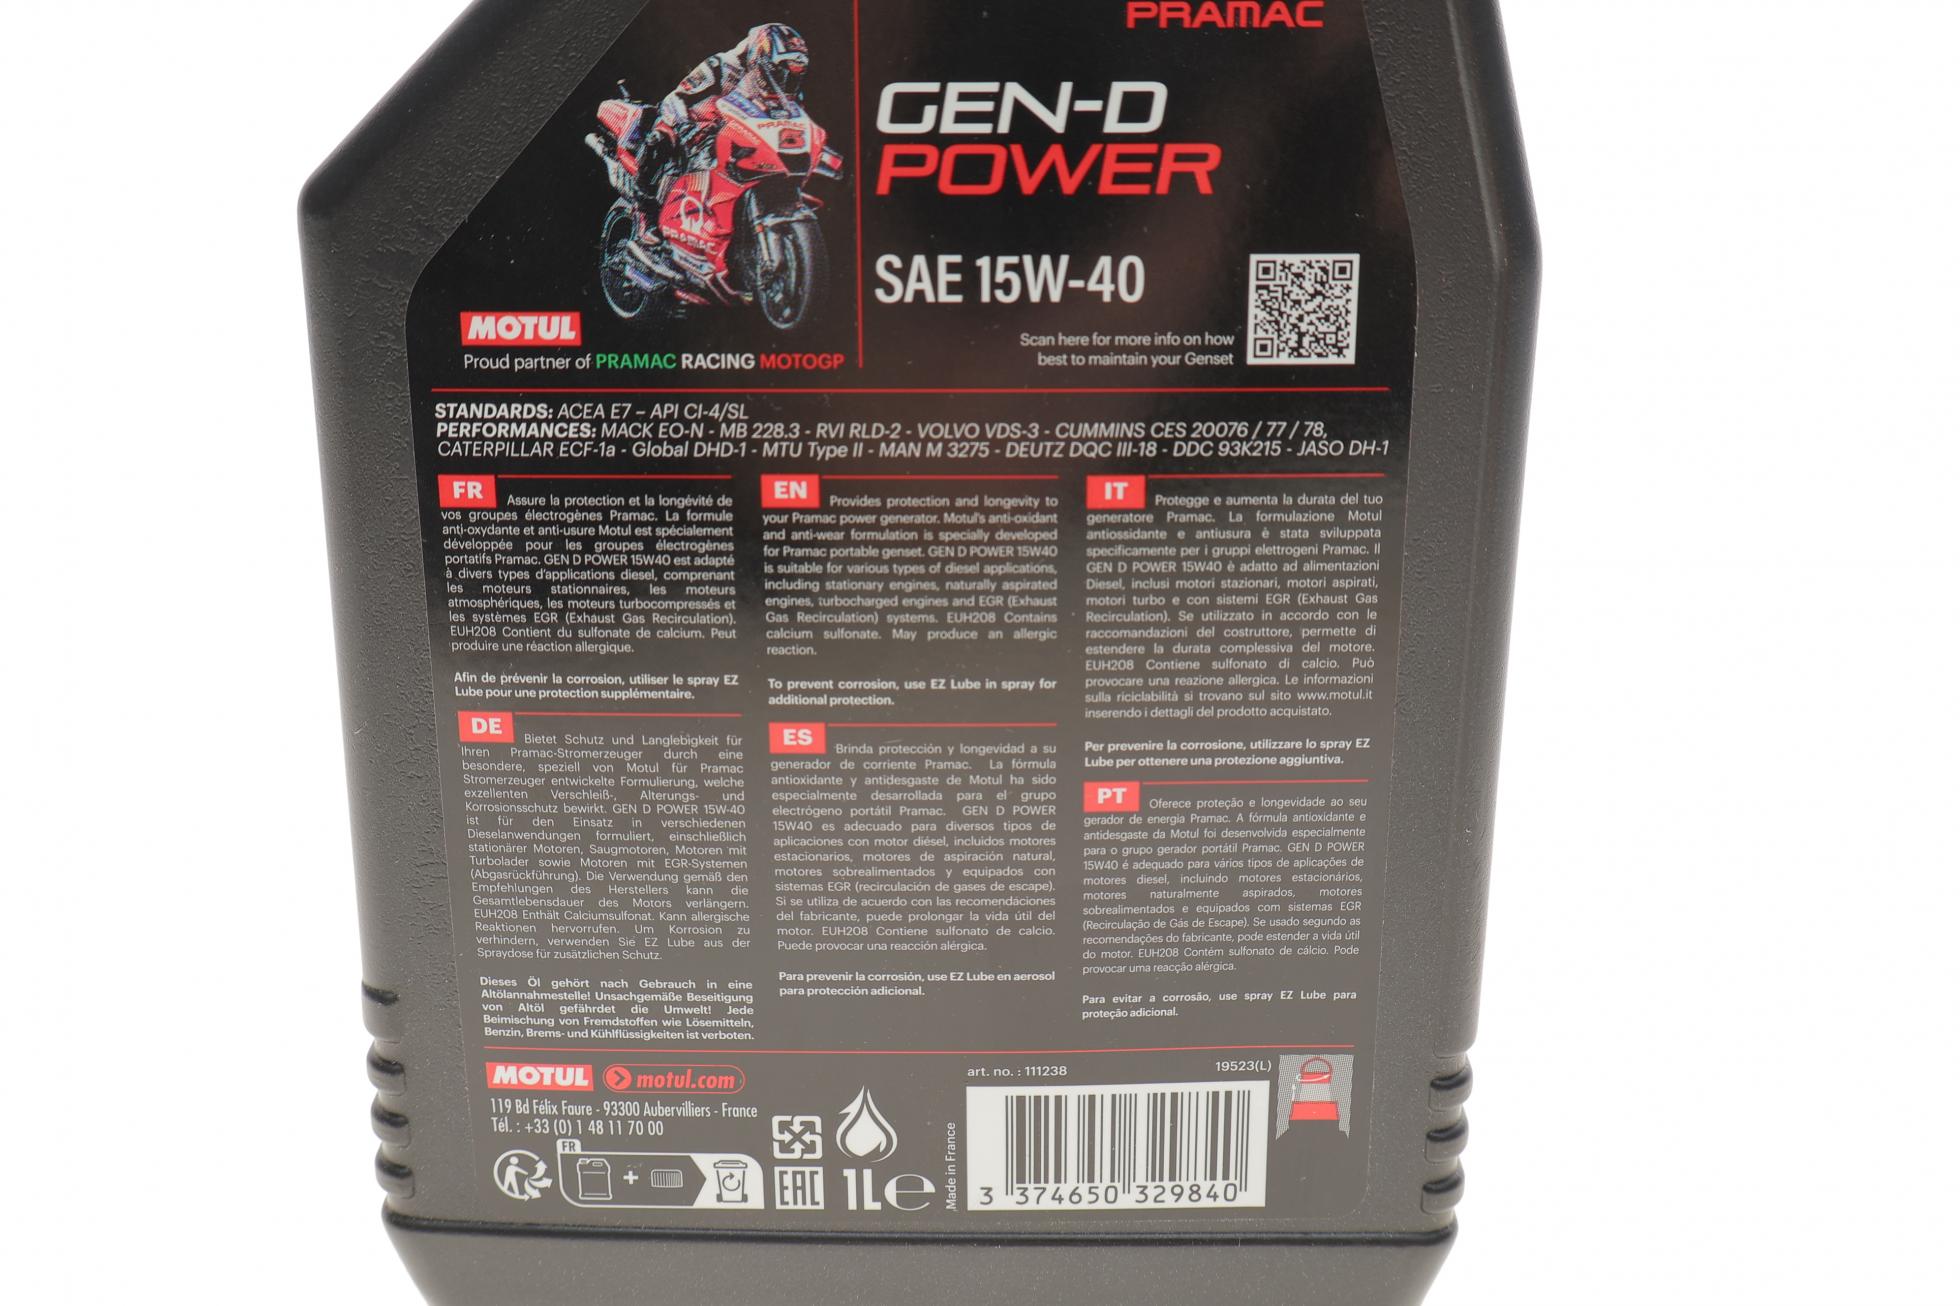 PRAMAC
GEN-D
POWER
SAE 15W-40
PRAMAC
PRAMAC
MOTUL
Proud partner of PRAMAC RACING MOTOGP
Scan here for more info on how
best to maintain your Genset
STANDARDS: ACEA E7 – API CI-4/SL
PERFORMANCES: MACK EO-N - MB 228.3 - RVI RLD-2 - VOLVO VDS-3 - CUMMINS CES 20076 / 77 / 78,
CATERPILLAR ECF-1a - Global DHD-1 - MTU Type II - MAN M 3275 - DEUTZ DQC III-18 - DDC 93K215 - JASO DH-1
FR Assure la protection et la longévité de
vos groupes électrogènes Pramac. La formule
anti-oxydante et anti-usure Motul est spécialement
développée pour les groupes électrogènes
portatifs Pramac. GEN D POWER 15W40 est adapté
à divers types d'applications diesel, comprenant
les moteurs stationnaires, les moteurs
atmosphériques, les moteurs turbocompressés et
les systèmes EGR (Exhaust Gas Recirculation).
EUH208 Contient du sulfonate de calcium. Peut
produire une réaction allergique.
Afin de prévenir la corrosion, utiliser le spray EZ
Lube pour une protection supplémentaire.
EN Provides protection and longevity to
your Pramac power generator. Motul's anti-oxidant
and anti-wear formulation is specially developed
for Pramac portable genset. GEN D POWER 15W40
is suitable for various types of diesel applications,
including stationary engines, naturally aspirated
engines, turbocharged engines and EGR (Exhaust
Gas Recirculation) systems. EUH208 Contains
calcium sulfonate. May produce an allergic
reaction.
To prevent corrosion, use EZ Lube in spray for
additional protection.
IT Protegge e aumenta la durata del tuo
generatore Pramac. La formulazione Motul
antiossidante e antiusura è stata sviluppata
specificamente per i gruppi elettrogeni Pramac. Il
GEN D POWER 15W40 è adatto ad alimentazioni
Diesel, inclusi motori stazionari, motori aspirati,
motori turbo e con sistemi EGR (Exhaust Gas
Recirculation). Se utilizzato in accordo con le
raccomandazioni del costruttore, permette di
estendere la durata complessiva del motore.
EUH208 Contiene sulfonato di calcio. Può
provocare una reazione allergica. Le informazioni
sulla riciclabilità si trovano sul sito www.motul.it
inserendo i dettagli del prodotto acquistato.
Per prevenire la corrosione, utilizzare lo spray EZ
Lube per ottenere una protezione aggiuntiva.
DE Bietet Schutz und Langlebigkeit für
Ihren Pramac-Stromerzeuger durch eine
besondere, speziell von Motul für Pramac
Stromerzeuger entwickelte Formulierung, welche
exzellenten Verschleiß-, Alterungs- und
Korrosionsschutz bewirkt. GEN D POWER 15W-40
ist für den Einsatz in verschiedenen
Dieselanwendungen formuliert, einschließlich
stationärer Motoren, Saugmotoren, Motoren mit
Turbolader sowie Motoren mit EGR-Systemen
(Abgasrückführung). Die Verwendung gemäß den
Empfehlungen des Herstellers kann die
Gesamtlebensdauer des Motors verlängern.
EUH208 Enthält Calciumsulfonat. Kann allergische
Reaktionen hervorrufen. Um Korrosion zu
verhindern, verwenden Sie EZ Lube aus der
Spraydose für zusätzlichen Schutz.
Dieses Öl gehört nach Gebrauch in eine
Altölannahmestelle! Unsachgemäße Beseitigung
von Altöl gefährdet die Umwelt! Jede
Beimischung von Fremdstoffen wie Lösemitteln,
Benzin, Brems- und Kühlflüssigkeiten ist verboten.
ES Brinda protección y longevidad a su
generador de corriente Pramac. La fórmula
antioxidante y antidesgaste de Motul ha sido
especialmente desarrollada para el grupo
electrógeno portátil Pramac. GEN D POWER
15W40 es adecuado para diversos tipos de
aplicaciones con motor diésel, incluidos motores
estacionarios, motores de aspiración natural,
motores sobrealimentados y equipados con
sistemas EGR (recirculación de gases de escape).
Si se utiliza de acuerdo con las recomendaciones
del fabricante, puede prolongar la vida útil del
motor. EUH208 Contiene sulfonato de calcio.
Puede provocar una reacción alérgica.
Para prevenir la corrosión, use EZ Lube en aerosol
para protección adicional.
PT Oferece proteção e longevidade ao seu
gerador de energia Pramac. A fórmula antioxidante e
antidesgaste da Motul foi desenvolvida especialmente
para o grupo gerador portátil Pramac. GEN D POWER
15W40 é adequado para vários tipos de aplicações de
motores diesel, incluindo motores estacionários,
motores naturalmente aspirados, motores
sobrealimentados e equipados com sistemas EGR
(Recirculação de Gás de Escape). Se usado segundo as
recomendações do fabricante, pode estender a vida útil
do motor. EUH208 Contém sulfonato de cálcio. Pode
provocar uma reacção alérgica.
Para evitar a corrosão, use spray EZ Lube para
proteção adicional.
MOTUL motul.com
119 Bd Félix Faure - 93300 Aubervilliers - France
Tél. : +33 (0) 1 48 11 70 00
FR
EAC
1L e
Made in France
art. no. : 111238
19523(L)
3 374650 329840